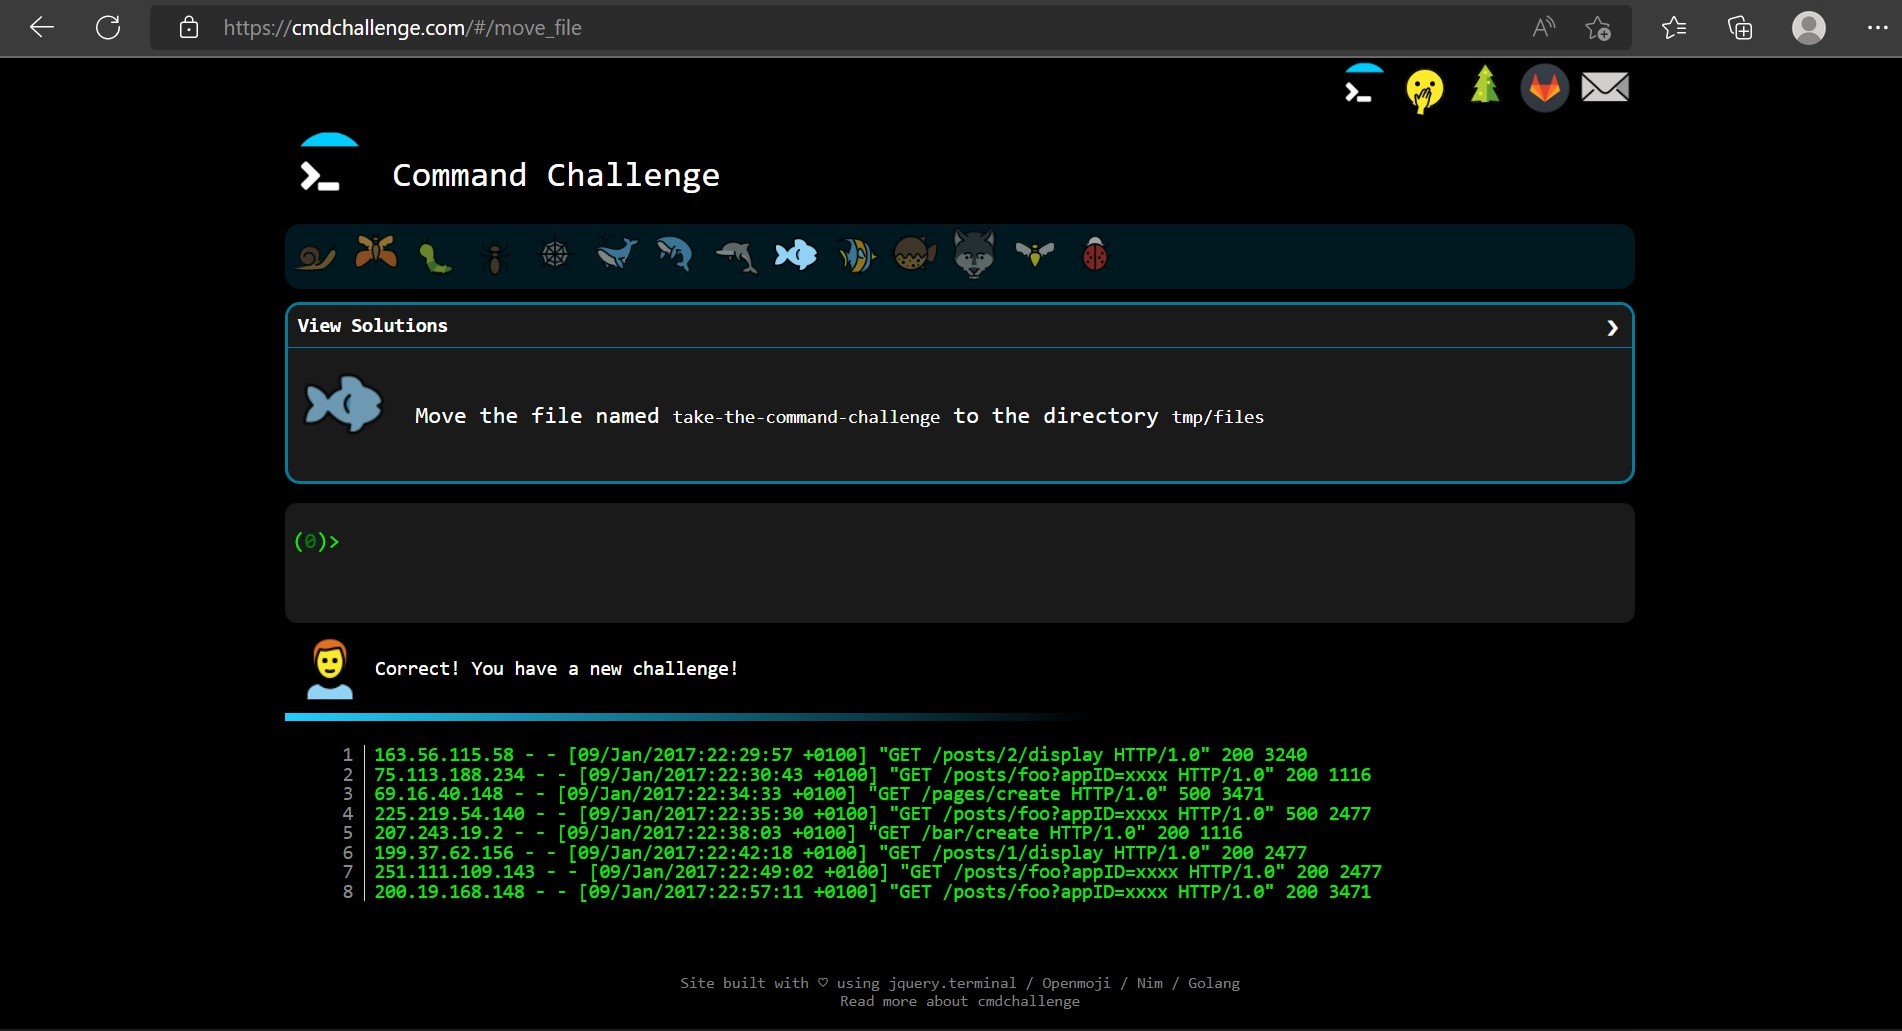 https://cmdchallenge.com/#/move_file
Command Challenge
View Solutions
Move the file named take-the-command-challenge to the directory tmp/files
(0)>
Correct! You have a new challenge!
1 163.56.115.58 - - [09/Jan/2017:22:29:57 +0100] "GET /posts/2/display HTTP/1.0" 200 3240
2 75.113.188.234 - - [09/Jan/2017:22:30:43 +0100] "GET /posts/foo?appID=xxxx HTTP/1.0" 200 1116
3 69.16.40.148 - - [09/Jan/2017:22:34:33 +0100] "GET /pages/create HTTP/1.0" 500 3471
4 225.219.54.140 - - [09/Jan/2017:22:35:30 +0100] "GET /posts/foo?appID=xxxx HTTP/1.0" 500 2477
5 207.243.19.2 - - [09/Jan/2017:22:38:03 +0100] "GET /bar/create HTTP/1.0" 200 1116
6 199.37.62.156 - - [09/Jan/2017:22:42:18 +0100] "GET /posts/1/display HTTP/1.0" 200 2477
7 251.111.109.143 - - [09/Jan/2017:22:49:02 +0100] "GET /posts/foo?appID=xxxx HTTP/1.0" 200 2477
8 200.19.168.148 - - [09/Jan/2017:22:57:11 +0100] "GET /posts/foo?appID=xxxx HTTP/1.0" 200 3471
Site built with ♡ using jquery.terminal / Openmoji / Nim / Golang
Read more about cmdchallenge